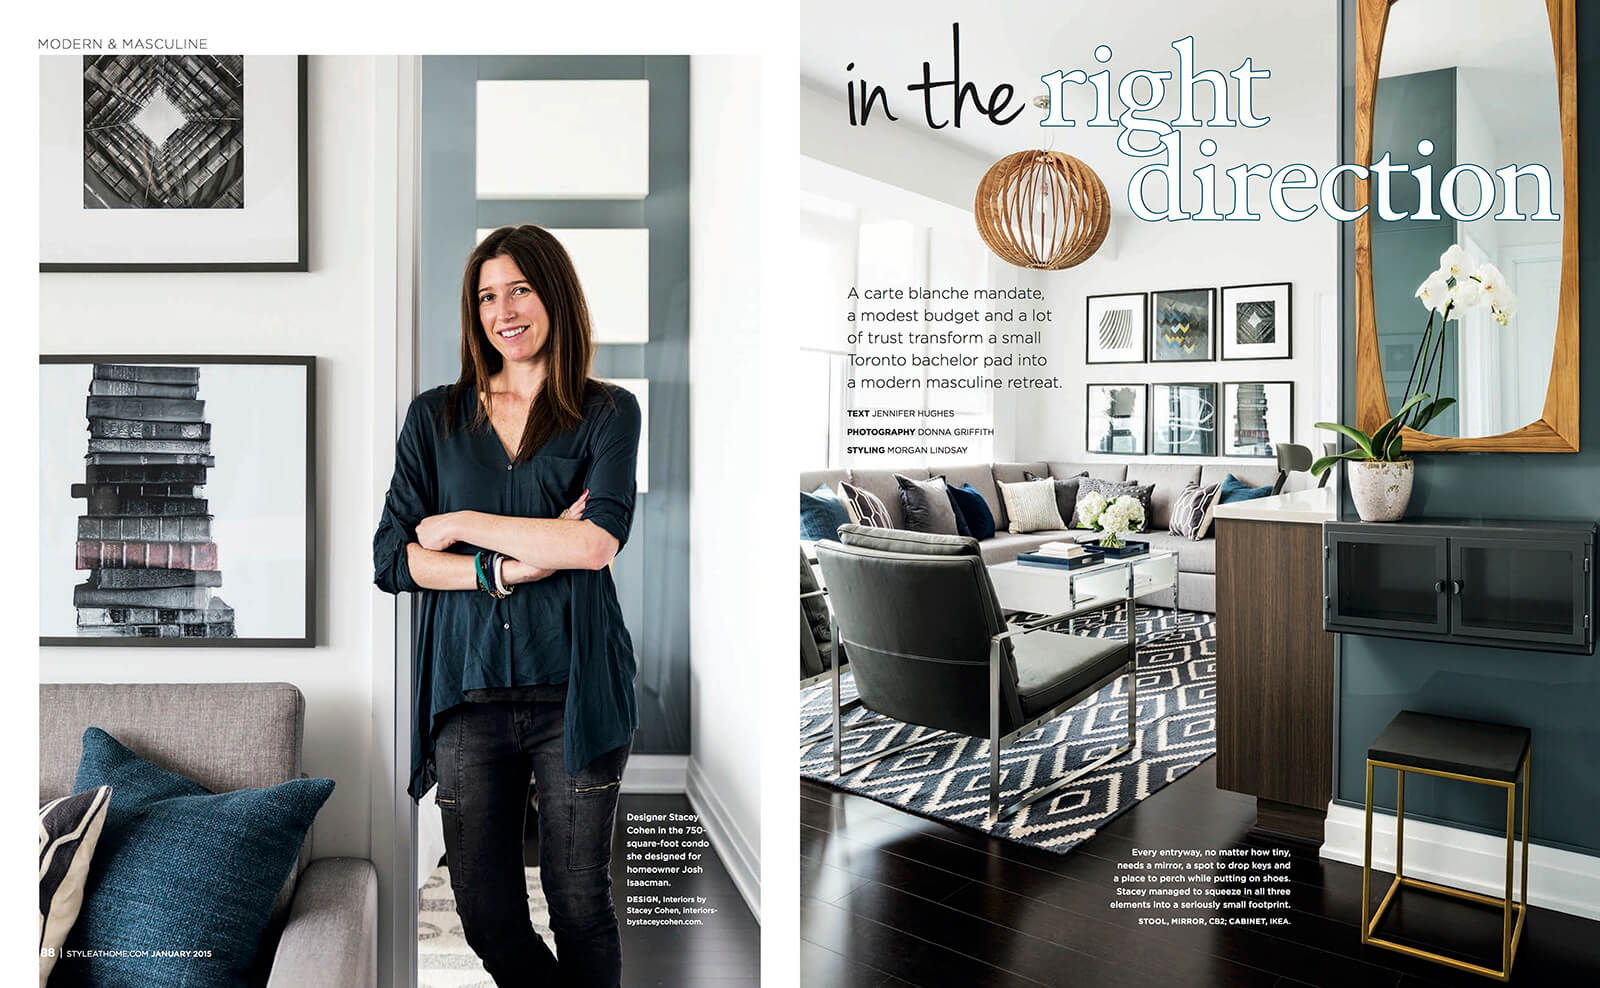 MODERN & MASCULINE
in the right
direction
A carte blanche mandate,
a modest budget and a lot
of trust transform a small
Toronto bachelor pad into
a modern masculine retreat.
TEXT JENNIFER HUGHES
PHOTOGRAPHY DONNA GRIFFITH
STYLING MORGAN LINDSAY
Designer Stacey
Cohen in the 750-
square-foot condo
she designed for
homeowner Josh
Isaacman.
DESIGN, Interiors by
Stacey Cohen, interiors-
bystaceycohen.com.
88 | STYLEATHOME.COM JANUARY 2015
Every entryway, no matter how tiny,
needs a mirror, a spot to drop keys and
a place to perch while putting on shoes.
Stacey managed to squeeze in all three
elements into a seriously small footprint.
STOOL, MIRROR, CB2; CABINET, IKEA.